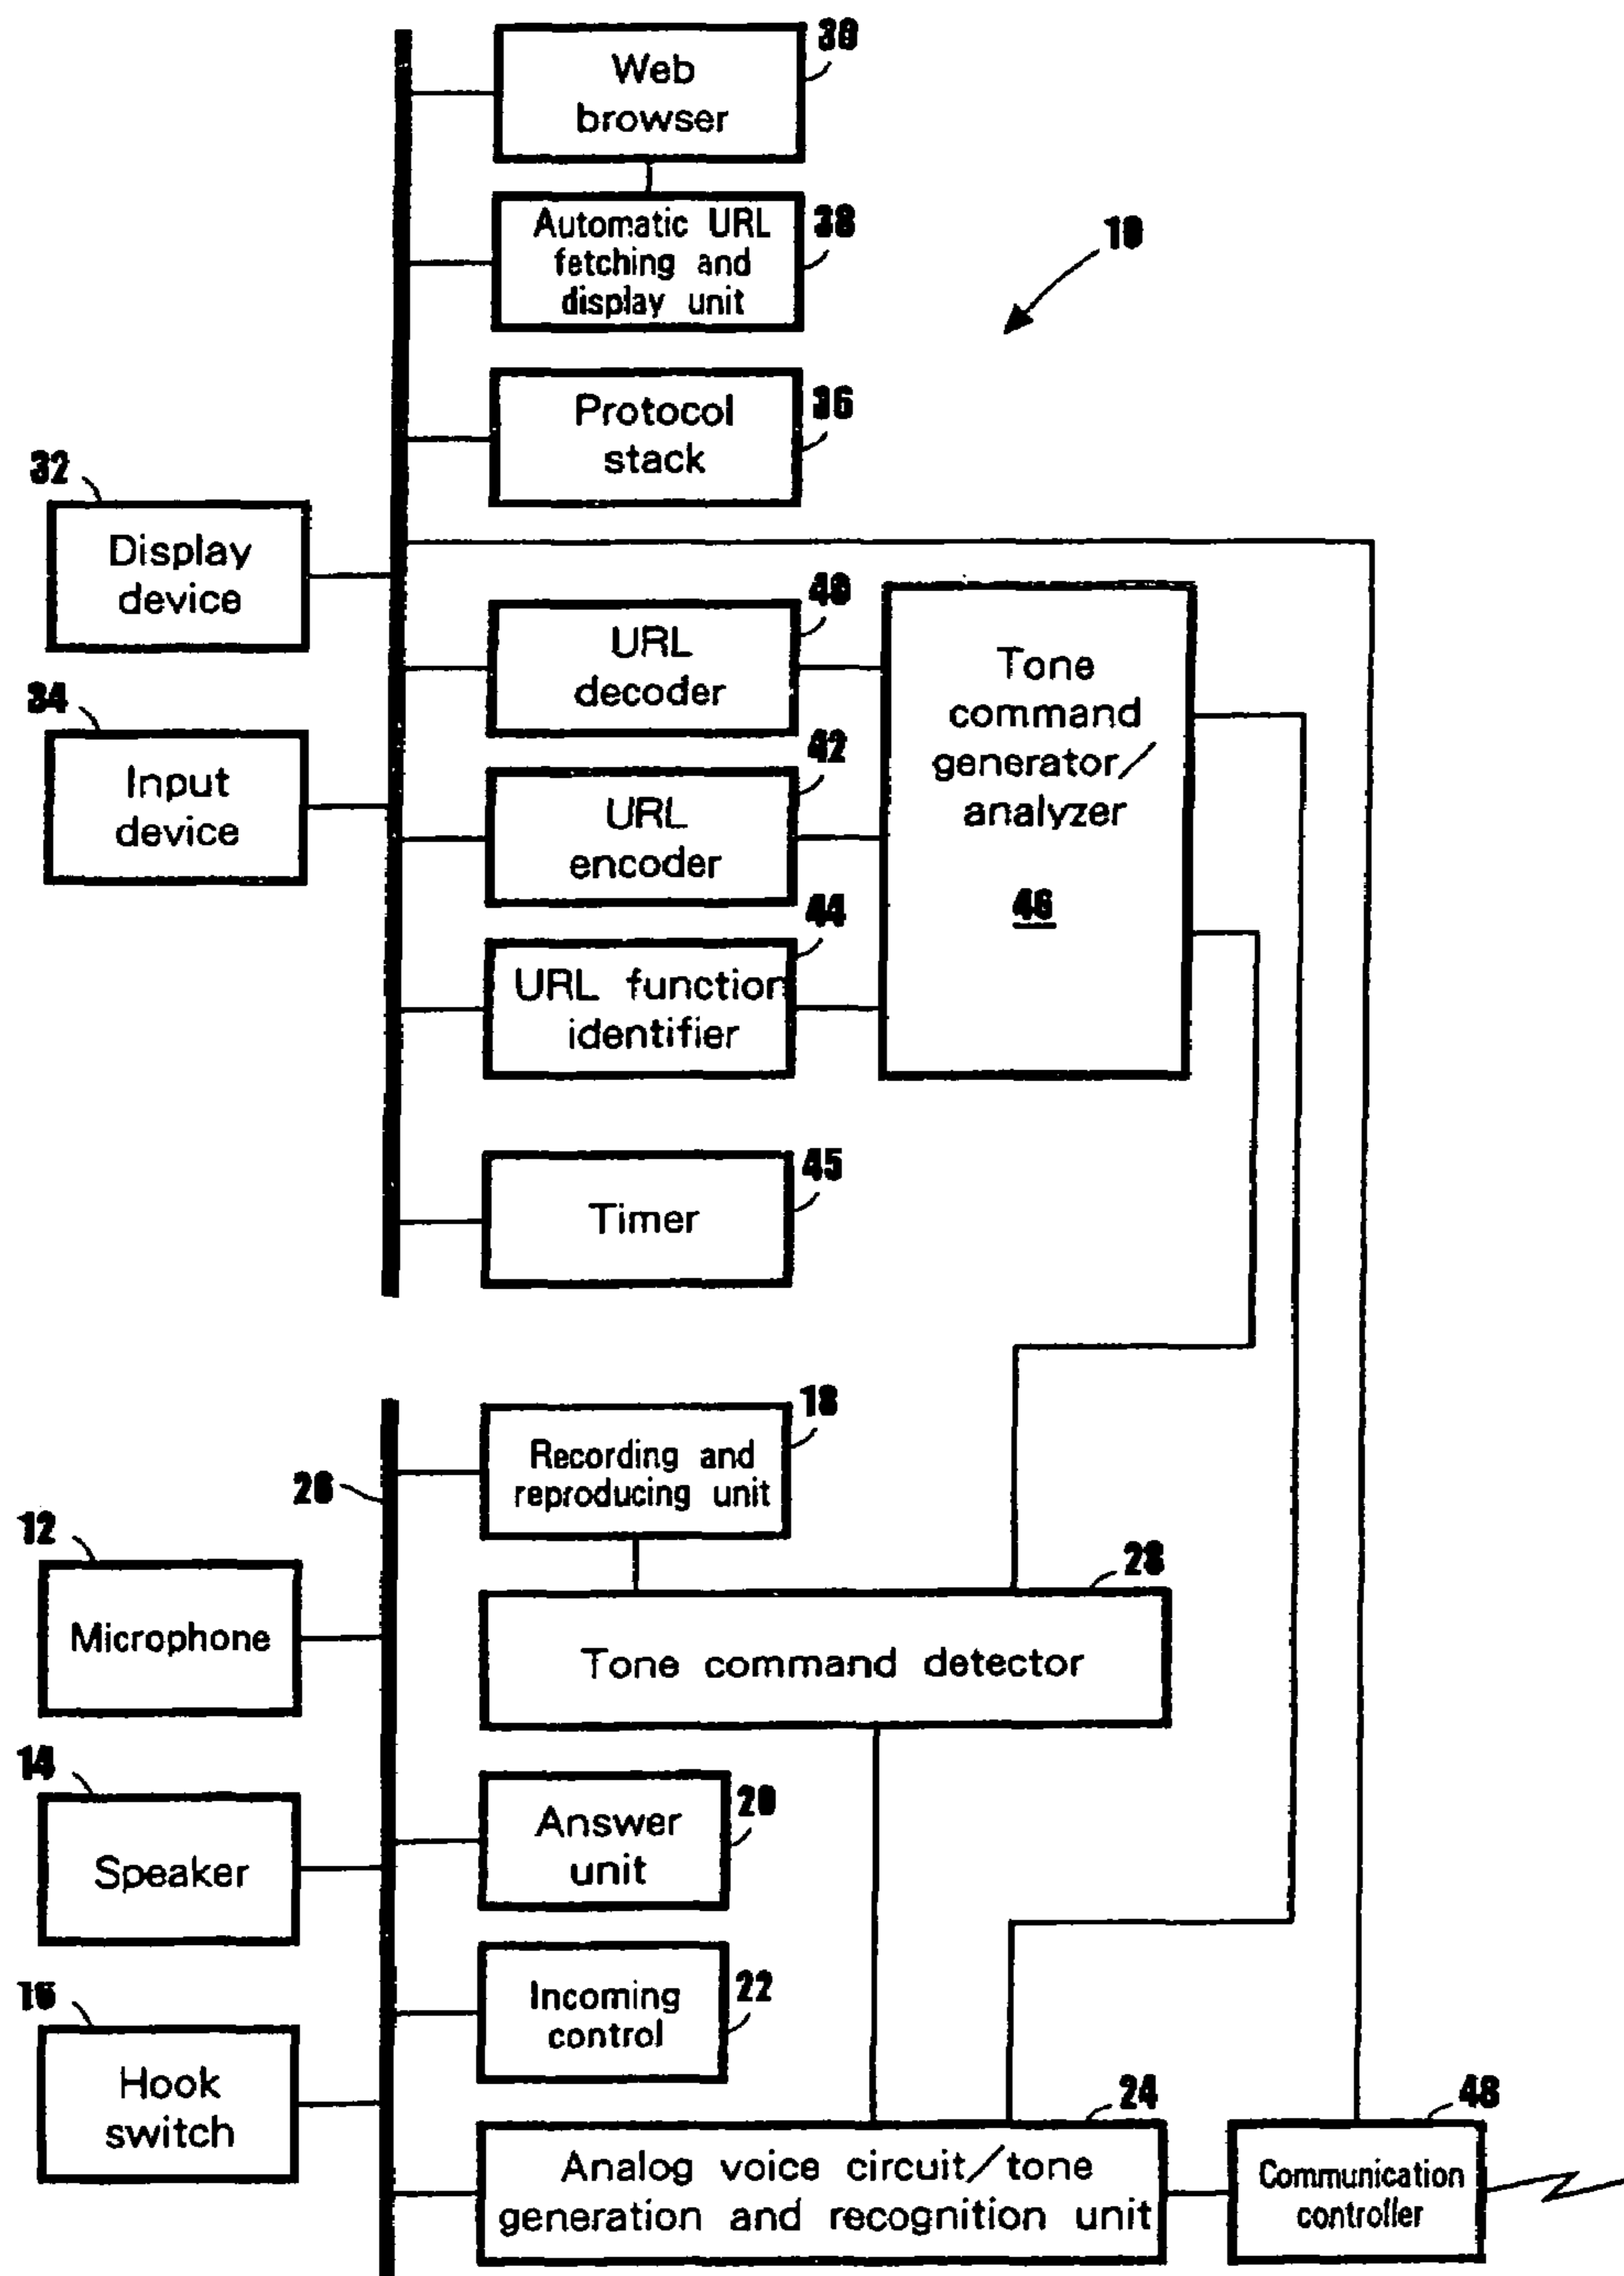 30
Web
browser
Automatic URL
fetching and
display unit
38
10
Protocol
stack
36
32
Display
device
40
URL
decoder
Tone
command
generator/
analyzer
46
34
Input
device
42
URL
encoder
44
URL function
identifier
45
Timer
18
Recording and
reproducing unit
26
12
Microphone
28
Tone command detector
14
Speaker
20
Answer
unit
22
Incoming
control
16
Hook
switch
24
Analog voice circuit/tone
generation and recognition unit
48
Communication
controller